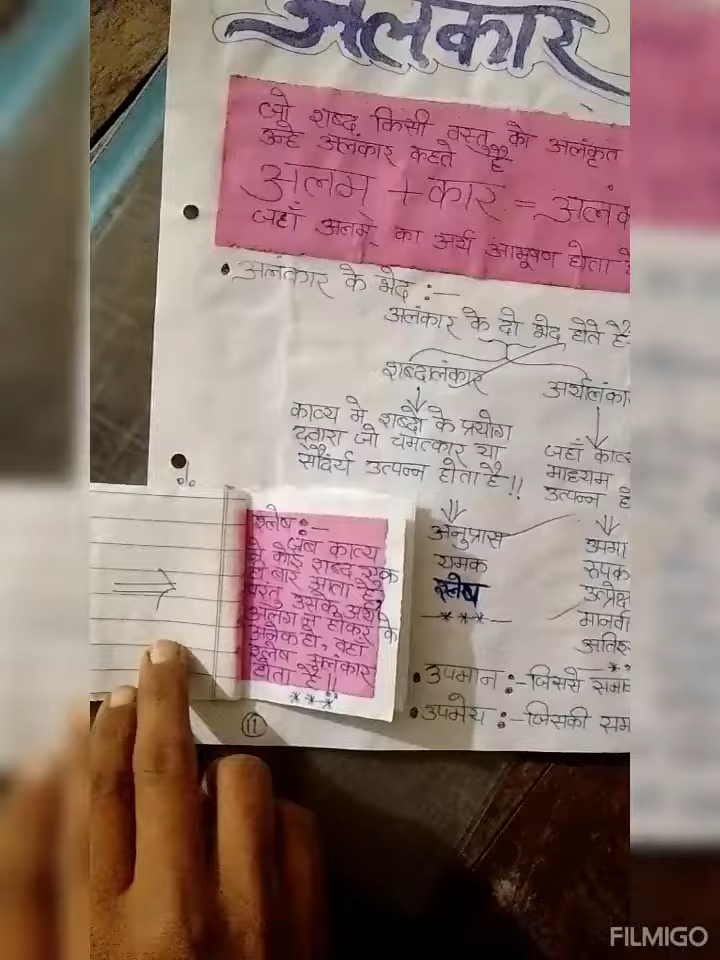 अलंकार
जो शब्द किसी वस्तु को अलंकृत
उन्हे अलंकार कहते है
अलम + कार = अलंक
जहाँ अलम् का अर्थ आभूषण होता है
• अलंकार के भेद :-
अलंकार के दो भेद होते है-
शब्दालंकार
अर्थालंकार
काव्य मे शब्दों के प्रयोग
द्वारा जो चमत्कार या
सौंदर्य उत्पन्न होता है !!
जहाँ काव्य
माध्यम
उत्पन्न है
अनुप्रास
यमक
श्लेष
—***—
उपमा
रुपक
उत्प्रेक्ष
मानवी
अतिश
श्लेष :-
जब काव्य
मे कोई शब्द एक
ही बार आता है
परंतु उसके अर्थ
अलग न होकर के
अनेक हो, वहा
श्लेष अलंकार
होता है !!
***
• उपमान :- जिससे समा
• उपमेय :- जिसकी सम
11
FILMIGO